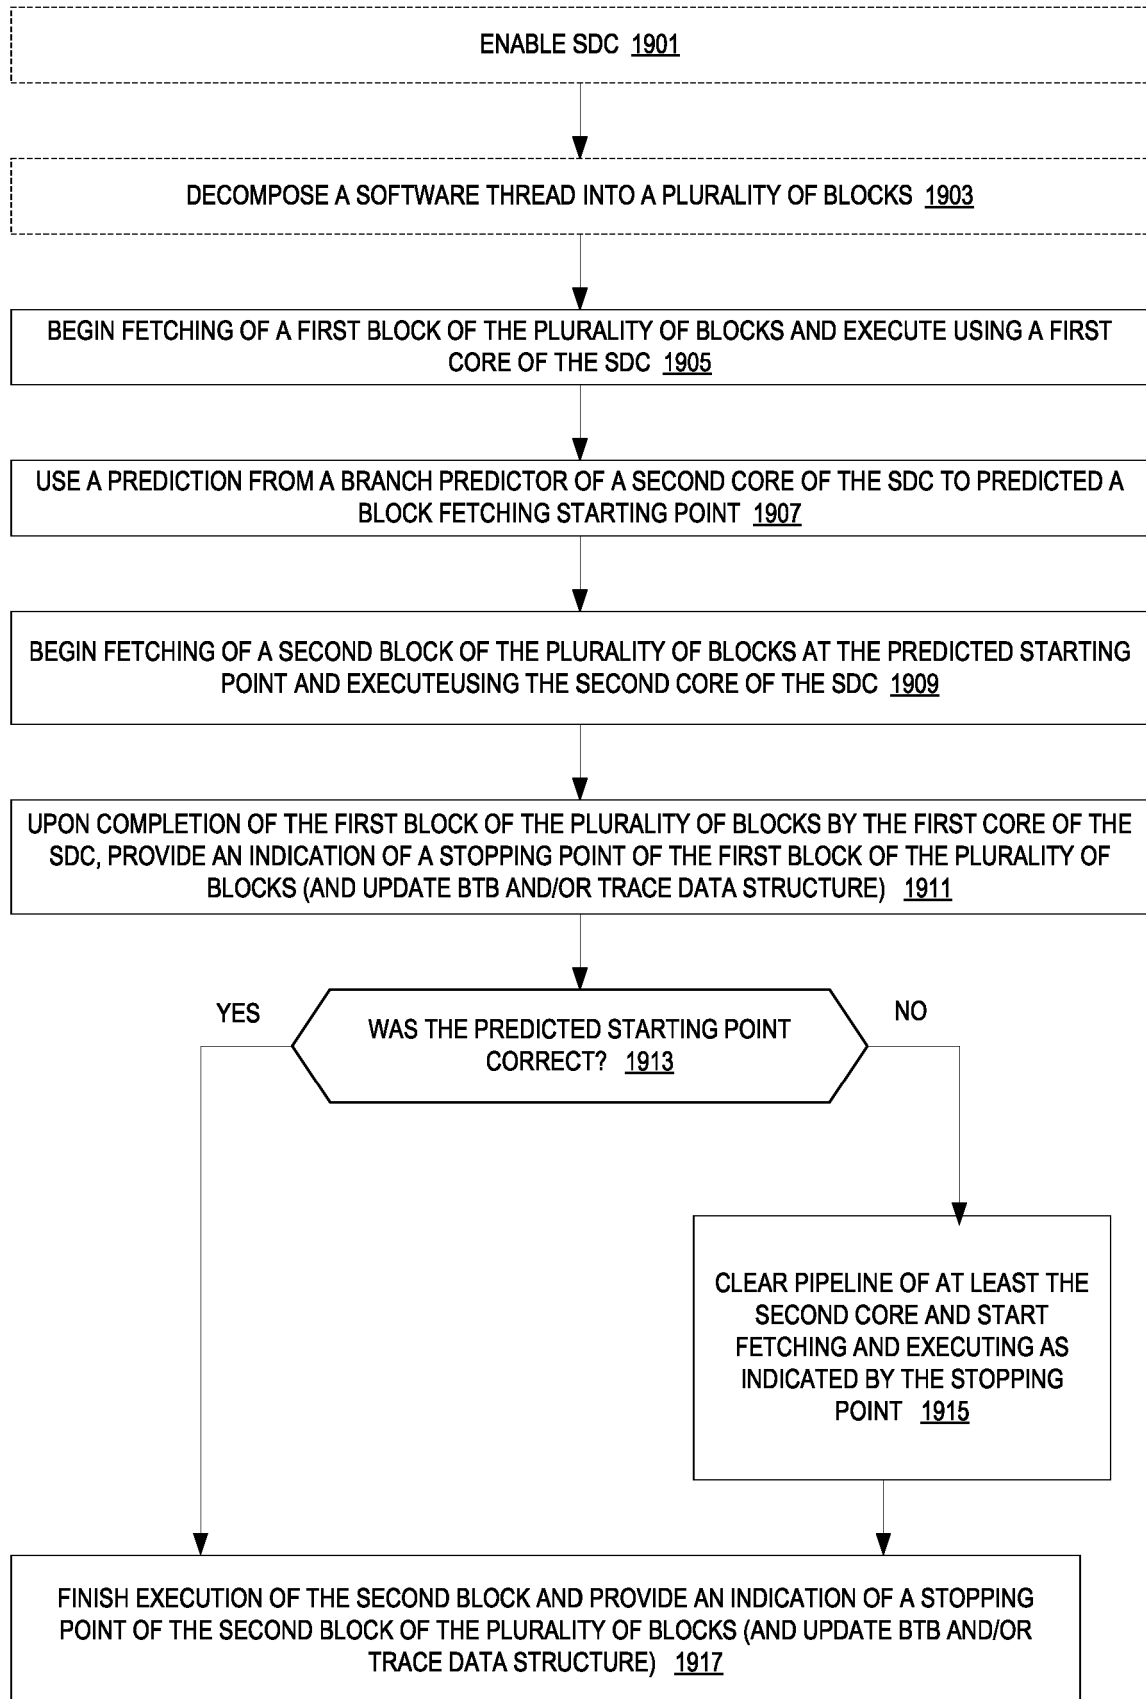 ENABLE SDC 1901
DECOMPOSE A SOFTWARE THREAD INTO A PLURALITY OF BLOCKS 1903
BEGIN FETCHING OF A FIRST BLOCK OF THE PLURALITY OF BLOCKS AND EXECUTE USING A FIRST
CORE OF THE SDC 1905
USE A PREDICTION FROM A BRANCH PREDICTOR OF A SECOND CORE OF THE SDC TO PREDICTED A
BLOCK FETCHING STARTING POINT 1907
BEGIN FETCHING OF A SECOND BLOCK OF THE PLURALITY OF BLOCKS AT THE PREDICTED STARTING
POINT AND EXECUTEUSING THE SECOND CORE OF THE SDC 1909
UPON COMPLETION OF THE FIRST BLOCK OF THE PLURALITY OF BLOCKS BY THE FIRST CORE OF THE
SDC, PROVIDE AN INDICATION OF A STOPPING POINT OF THE FIRST BLOCK OF THE PLURALITY OF
BLOCKS (AND UPDATE BTB AND/OR TRACE DATA STRUCTURE) 1911
YES
NO
WAS THE PREDICTED STARTING POINT
CORRECT? 1913
CLEAR PIPELINE OF AT LEAST THE
SECOND CORE AND START
FETCHING AND EXECUTING AS
INDICATED BY THE STOPPING
POINT 1915
FINISH EXECUTION OF THE SECOND BLOCK AND PROVIDE AN INDICATION OF A STOPPING
POINT OF THE SECOND BLOCK OF THE PLURALITY OF BLOCKS (AND UPDATE BTB AND/OR
TRACE DATA STRUCTURE) 1917